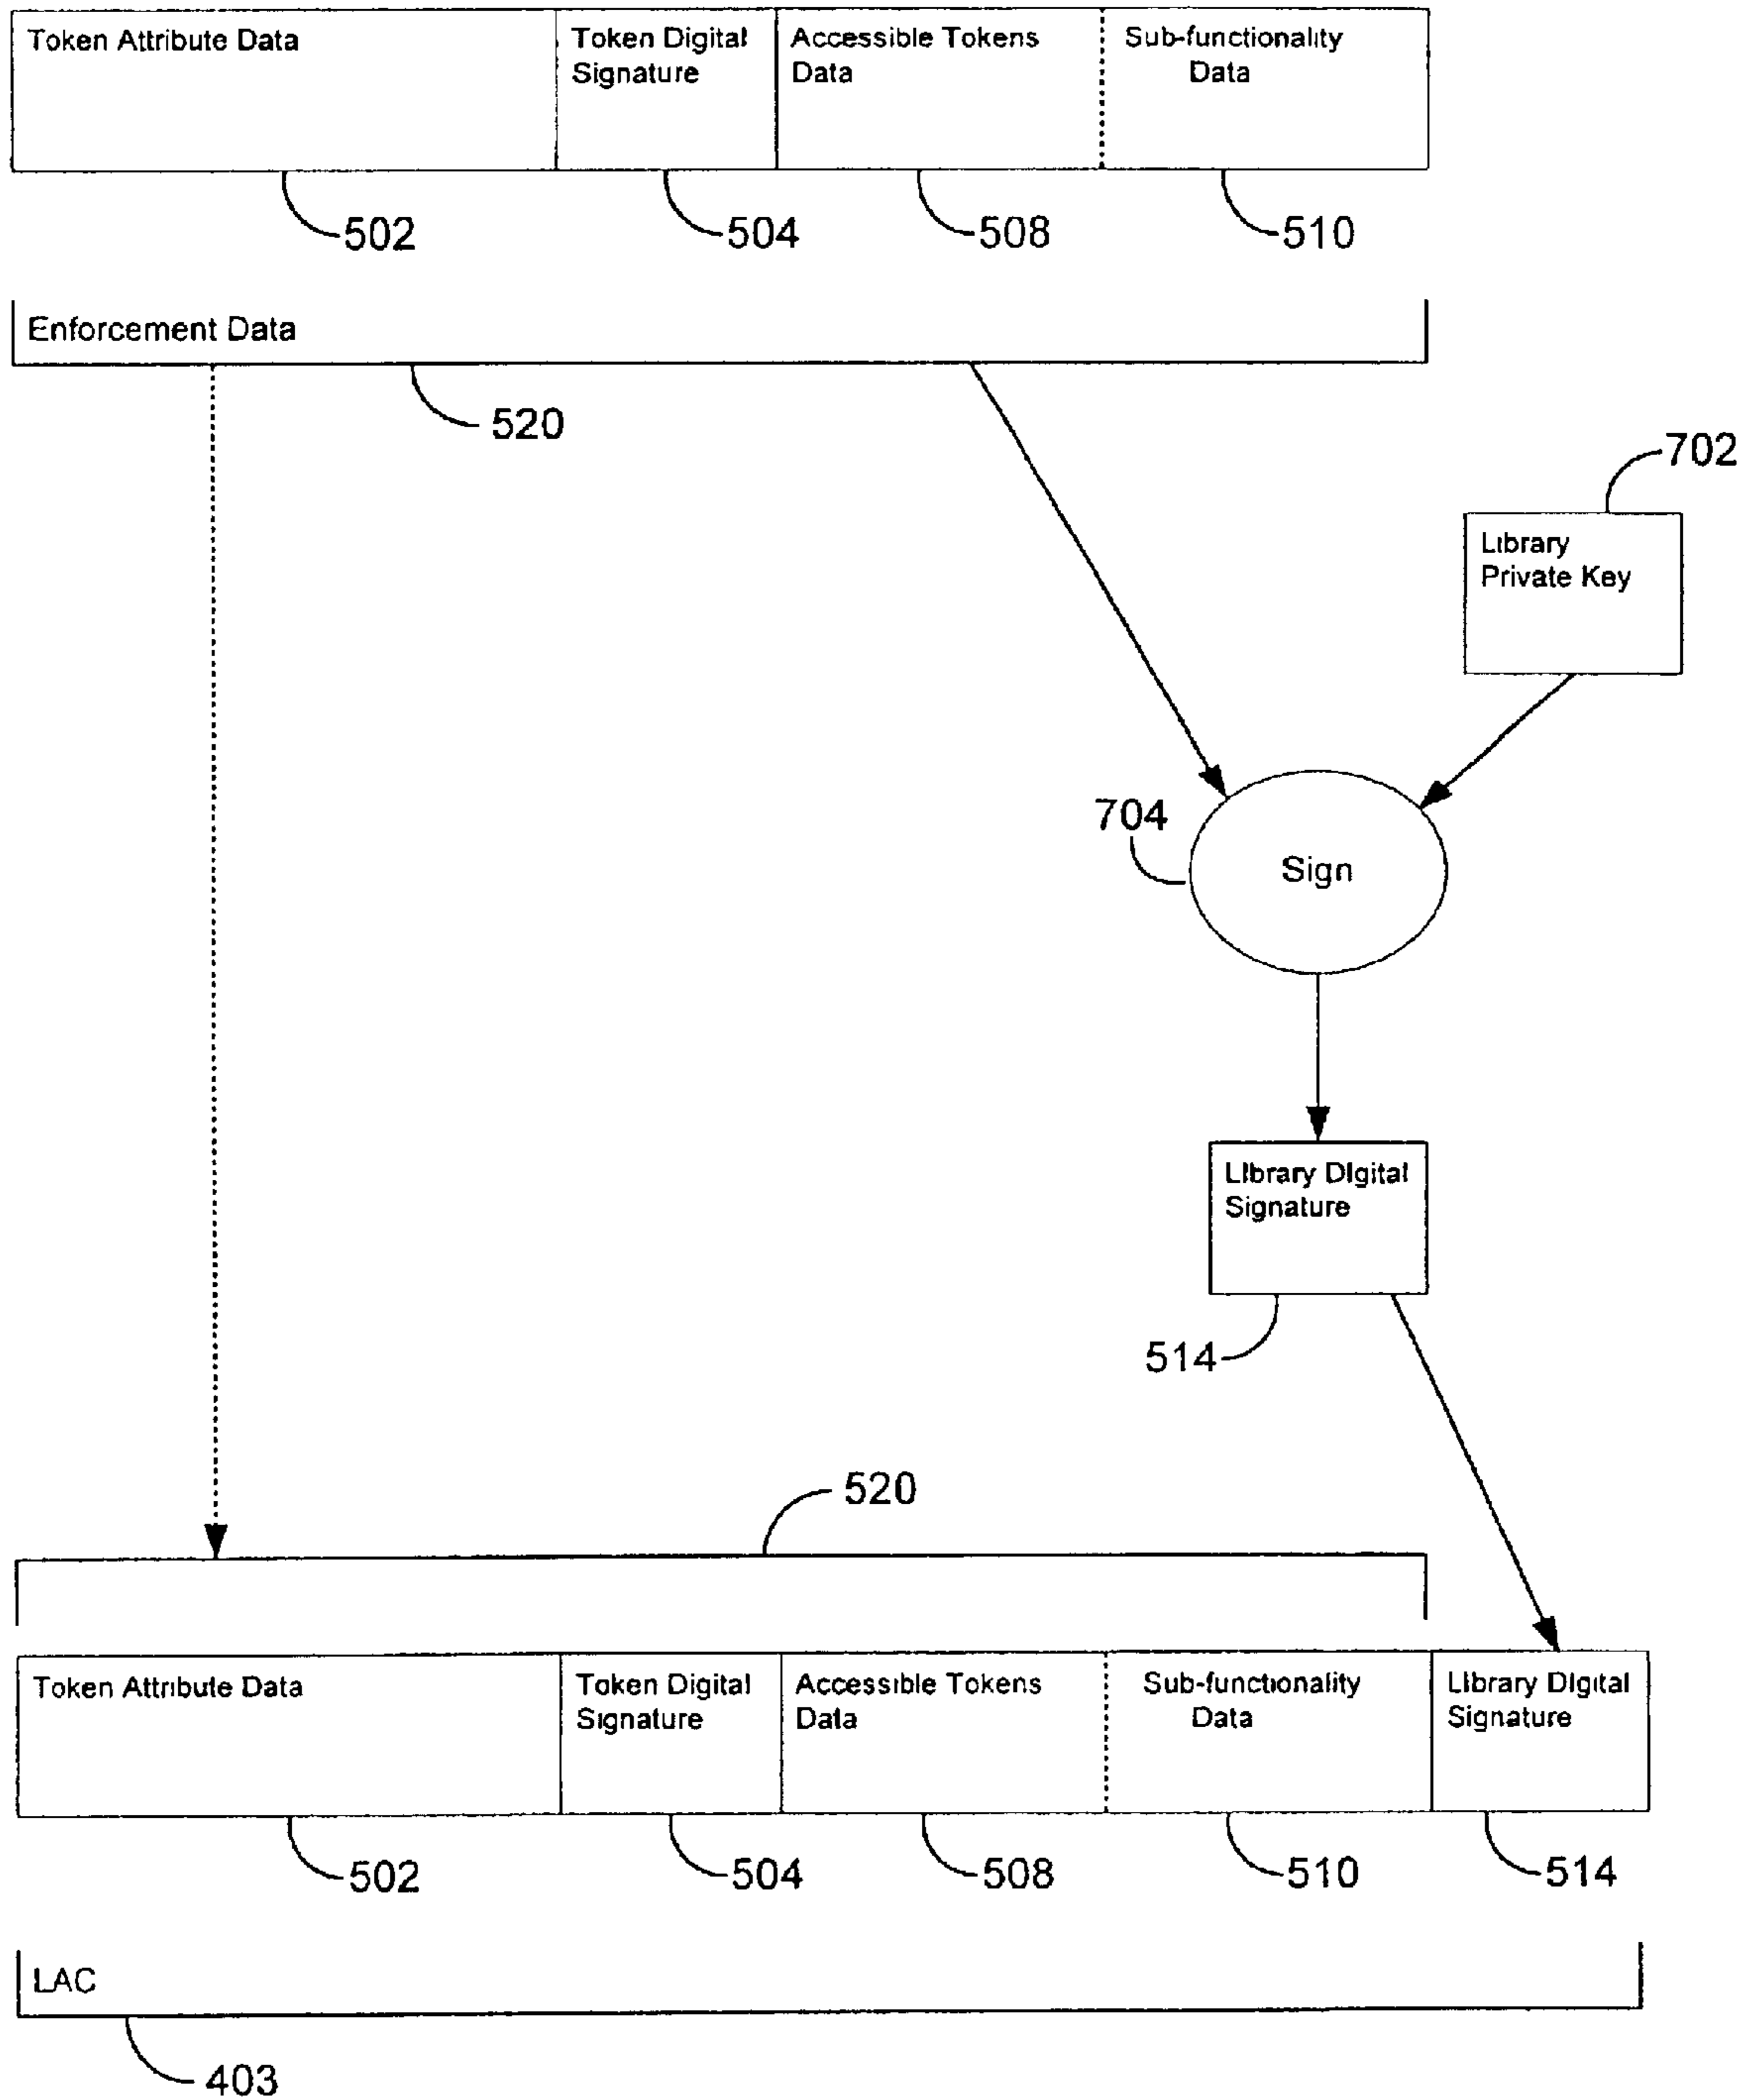 Token Attribute Data
Token Digital
Signature
Accessible Tokens
Data
Sub-functionality
Data
502
504
508
510
Enforcement Data
520
702
Library
Private Key
704
Sign
Library Digital
Signature
514
520
Token Attribute Data
Token Digital
Signature
Accessible Tokens
Data
Sub-functionality
Data
Library Digital
Signature
502
504
508
510
514
LAC
403